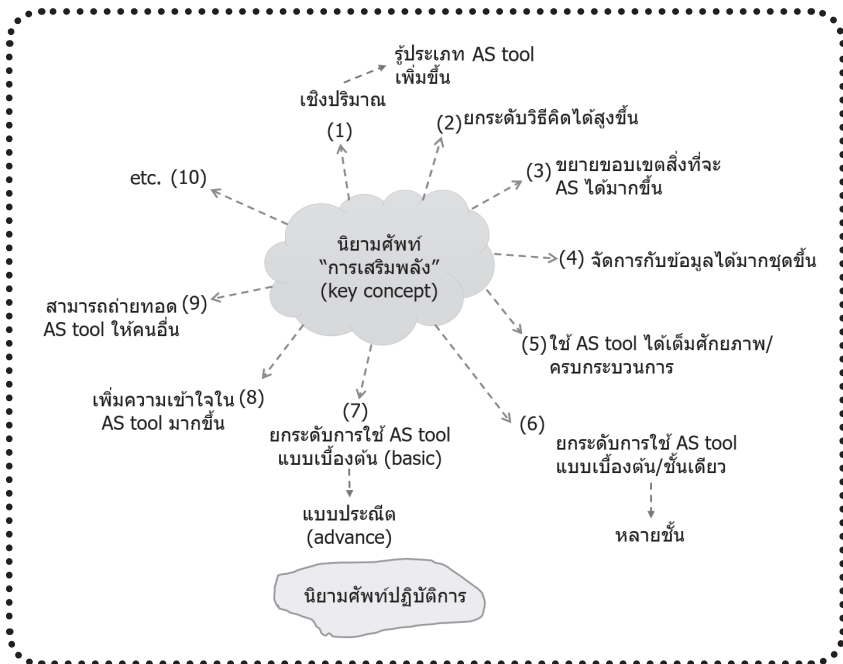 รู้ประเภท AS tool
เพิ่มขึ้น
เชิงปริมาณ
(1)
(2) ยกระดับวิธีคิดได้สูงขึ้น
(3) ขยายขอบเขตสิ่งที่จะ
AS ได้มากขึ้น
etc. (10)
นิยามศัพท์
“การเสริมพลัง”
(key concept)
(4) จัดการกับข้อมูลได้มากชุดขึ้น
สามารถถ่ายทอด (9)
AS tool ให้คนอื่น
(5) ใช้ AS tool ได้เต็มศักยภาพ/
ครบกระบวนการ
เพิ่มความเข้าใจใน (8)
AS tool มากขึ้น
(7)
ยกระดับการใช้ AS tool
แบบเบื้องต้น (basic)
แบบประณีต
(advance)
(6)
ยกระดับการใช้ AS tool
แบบเบื้องต้น/ชั้นเดียว
หลายชั้น
นิยามศัพท์ปฏิบัติการ